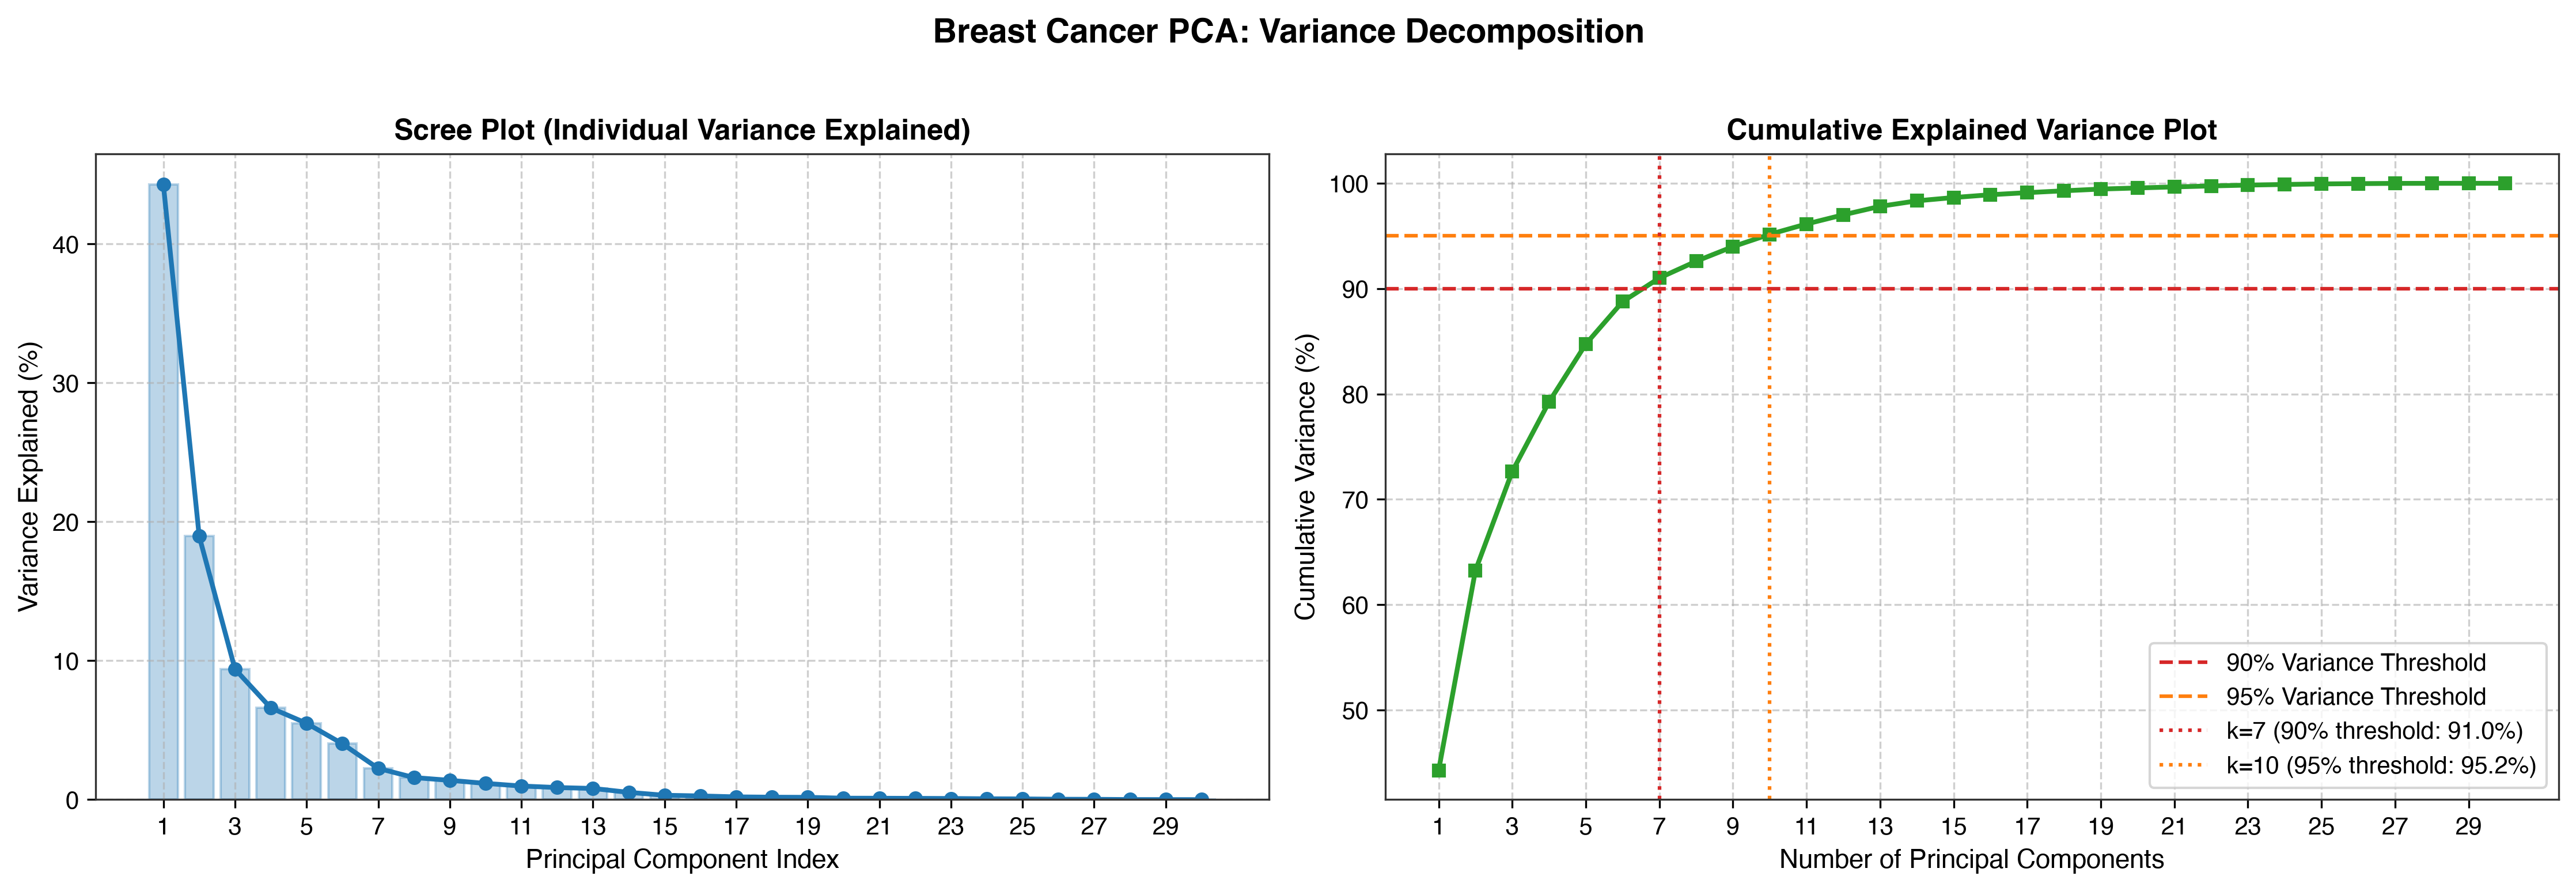 Breast Cancer PCA: Variance Decomposition
Scree Plot (Individual Variance Explained)
Variance Explained (%)
40
30
20
10
0
1 3 5 7 9 11 13 15 17 19 21 23 25 27 29
Principal Component Index
Cumulative Explained Variance Plot
Cumulative Variance (%)
100
90
80
70
60
50
90% Variance Threshold
95% Variance Threshold
k=7 (90% threshold: 91.0%)
k=10 (95% threshold: 95.2%)
1 3 5 7 9 11 13 15 17 19 21 23 25 27 29
Number of Principal Components